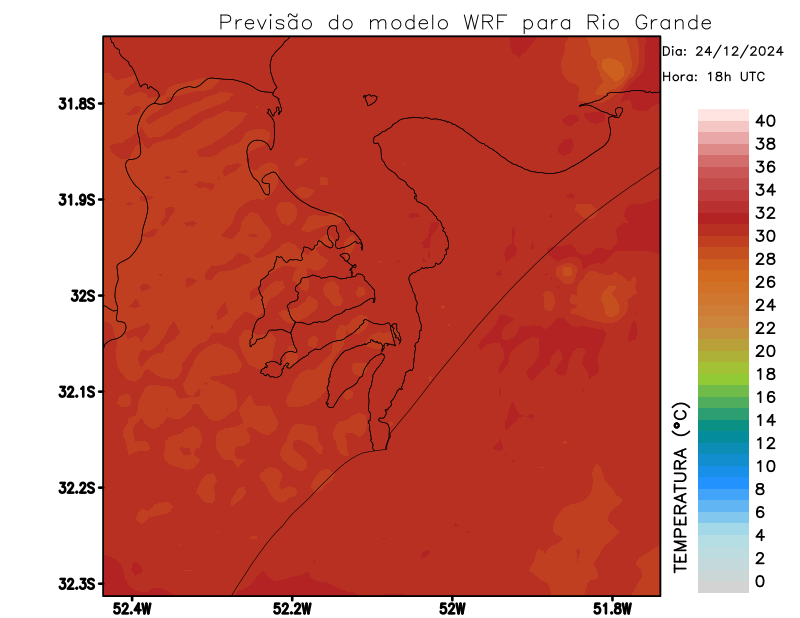 Previsão do modelo WRF para Rio Grande
Dia: 24/12/2024
Hora: 18h UTC
31.8S
31.9S
32S
32.1S
32.2S
32.3S
52.4W
52.2W
52W
51.8W
TEMPERATURA (°C)
40
38
36
34
32
30
28
26
24
22
20
18
16
14
12
10
8
6
4
2
0